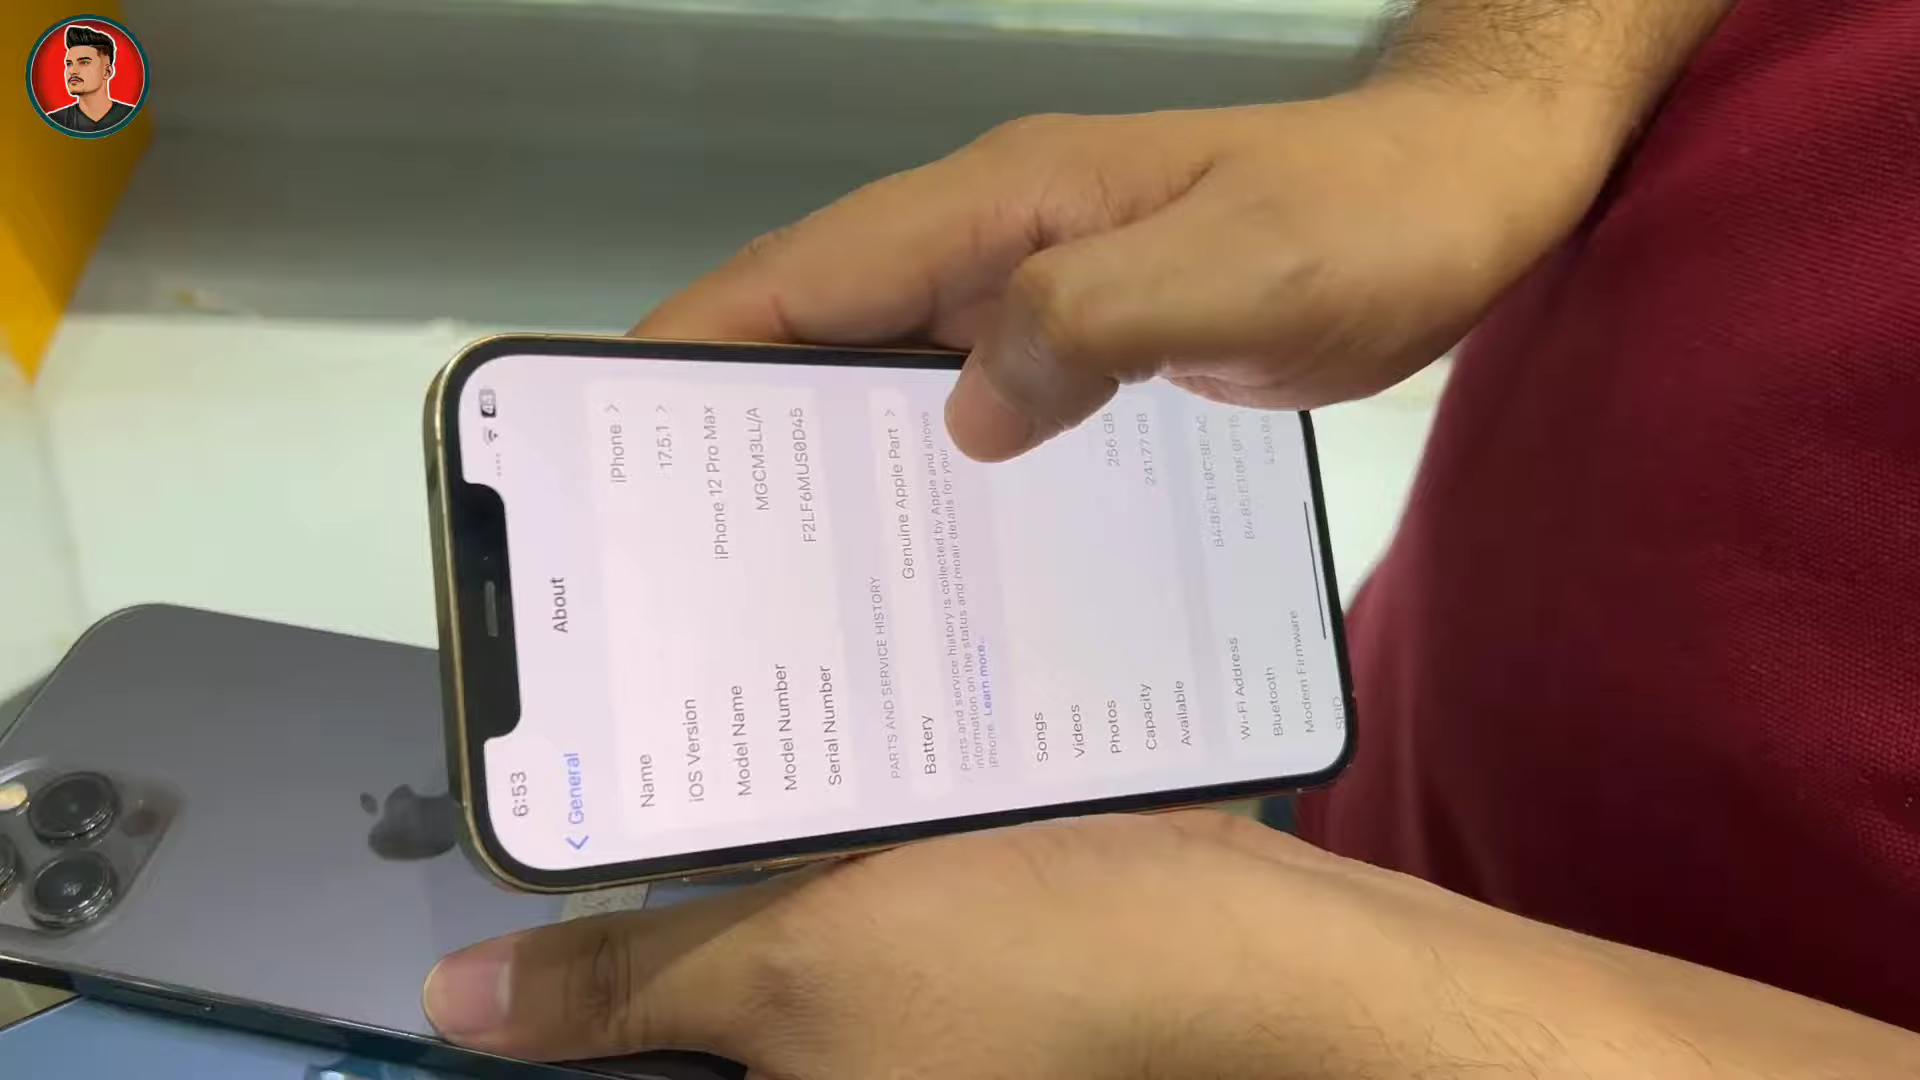 6:53
General
About
Name iPhone
iOS Version 17.5.1
Model Name iPhone 12 Pro Max
Model Number MGCM3LL/A
Serial Number F2LF6MUS0D45
PARTS AND SERVICE HISTORY
Battery Genuine Apple Part
Parts and service history is collected by Apple and shows
information on the status and repair details for your
iPhone. Learn more...
Songs
Videos
Photos
Capacity 256 GB
Available 241.77 GB
Wi-Fi Address
Bluetooth
Modem Firmware
SEID